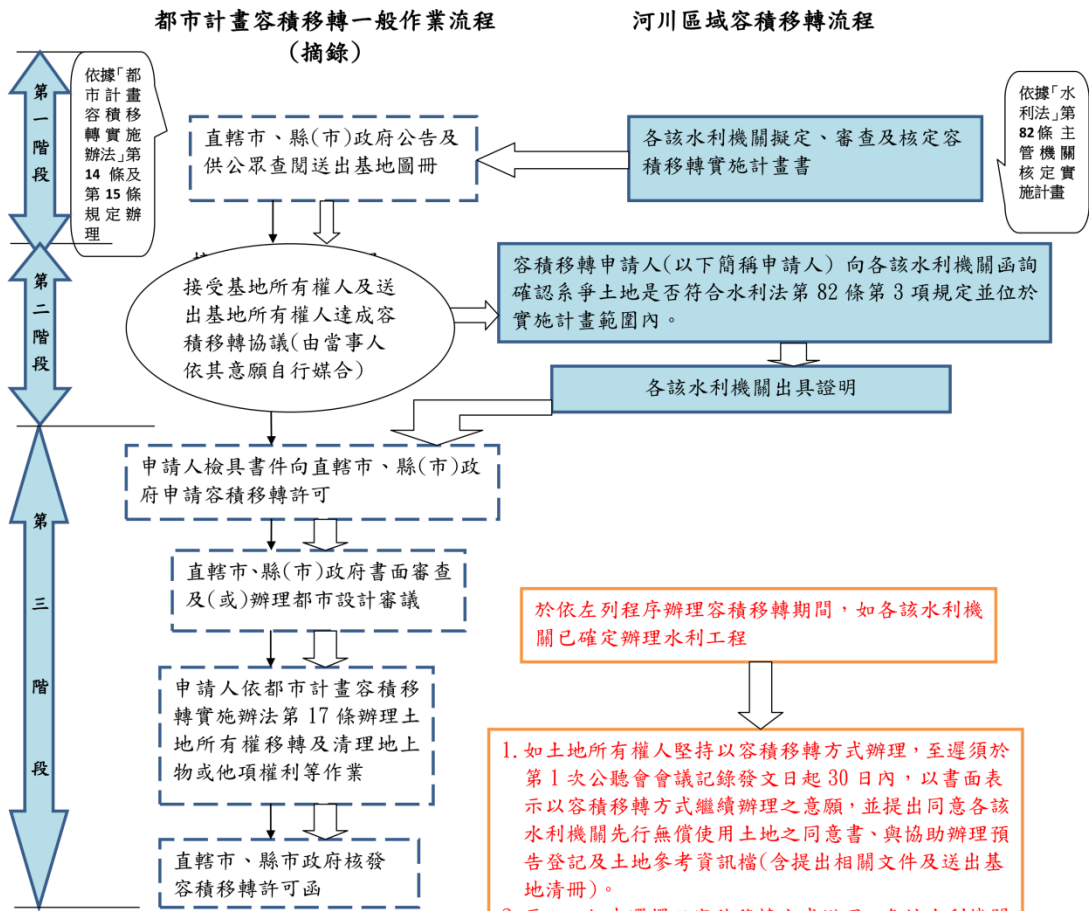 都市計畫容積移轉一般作業流程
(摘錄)
河川區域容積移轉流程
第
一
階
段
依據「都
市計畫
容積移
轉實施
辦法」第
14 條及
第 15 條
規定辦
理
直轄市、縣(市)政府公告及
供公眾查閱送出基地圖冊
各該水利機關擬定、審查及核定容
積移轉實施計畫書
依據「水
利法」第
82條主
管機關
核定實
施計畫
第
二
階
段
接受基地所有權人及送
出基地所有權人達成容
積移轉協議(由當事人
依其意願自行媒合)
容積移轉申請人(以下簡稱申請人) 向各該水利機關函詢
確認系爭土地是否符合水利法第 82 條第 3 項規定並位於
實施計畫範圍內。
各該水利機關出具證明
第
三
階
段
申請人檢具書件向直轄市、縣(市)政
府申請容積移轉許可
直轄市、縣(市)政府書面審查
及(或)辦理都市設計審議
申請人依都市計畫容積移
轉實施辦法第 17 條辦理土
地所有權移轉及清理地上
物或他項權利等作業
直轄市、縣市政府核發
容積移轉許可函
於依左列程序辦理容積移轉期間，如各該水利機
關已確定辦理水利工程
1. 如土地所有權人堅持以容積移轉方式辦理，至遲須於
第 1 次公聽會會議記錄發文日起 30 日內，以書面表
示以容積移轉方式繼續辦理之意願，並提出同意各該
水利機關先行無償使用土地之同意書、與協助辦理預
告登記及土地參考資訊檔(含提出相關文件及送出基
地清冊)。